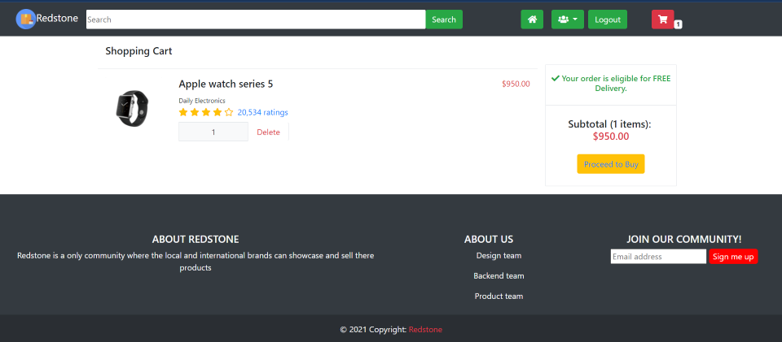 Redstone
Search
Search
Logout
1
Shopping Cart
Apple watch series 5
$950.00
Daily Electronics
20,534 ratings
1
Delete
Your order is eligible for FREE
Delivery.
Subtotal (1 items):
$950.00
Proceed to Buy
ABOUT REDSTONE
Redstone is a only community where the local and international brands can showcase and sell there
products
ABOUT US
Design team
Backend team
Product team
JOIN OUR COMMUNITY!
Email address
Sign me up
© 2021 Copyright: Redstone